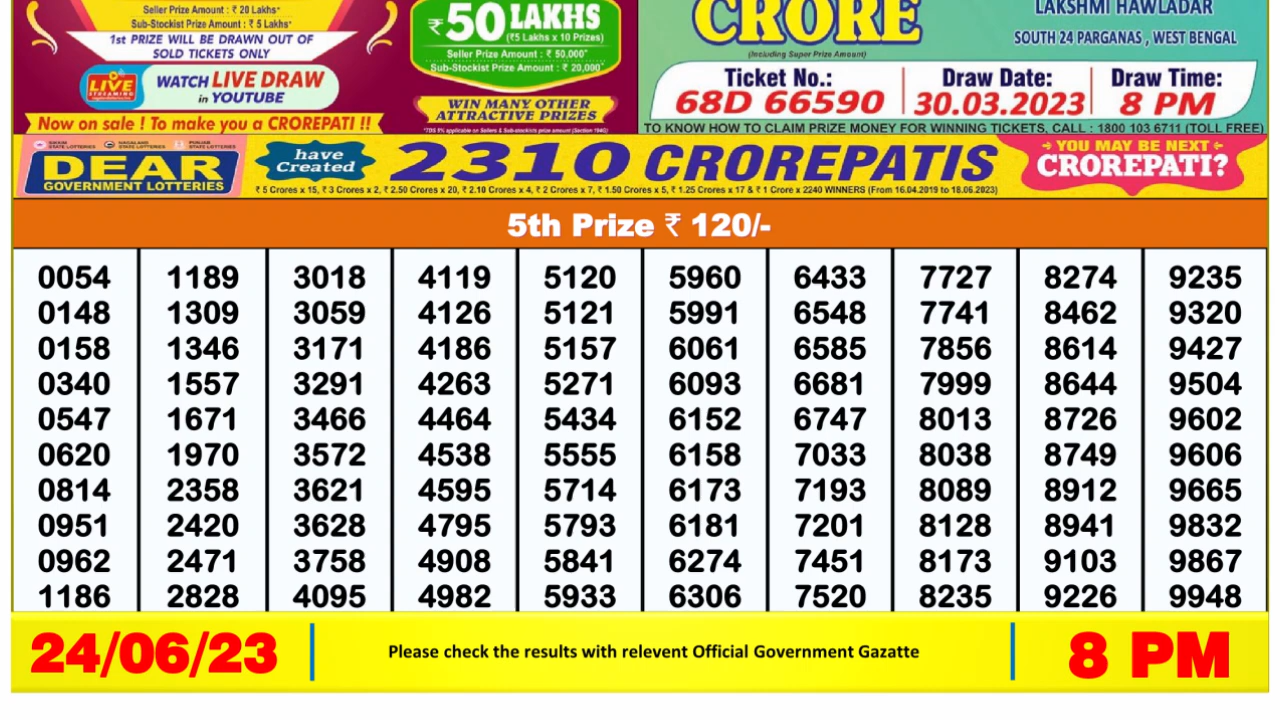 Seller Prize Amount : ₹ 20 Lakhs*
Sub-Stockist Prize Amount : ₹ 5 Lakhs*
1st PRIZE WILL BE DRAWN OUT OF
SOLD TICKETS ONLY
LIVE
STREAMING
WATCH LIVE DRAW
in YOUTUBE
Now on sale ! To make you a CROREPATI !!
₹50 LAKHS
(₹5 Lakhs x 10 Prizes)
Seller Prize Amount : ₹ 50,000*
Sub-Stockist Prize Amount : ₹ 20,000*
WIN MANY OTHER
ATTRACTIVE PRIZES
CRORE
(Including Super Prize Amount)
LAKSHMI HAWLADAR
SOUTH 24 PARGANAS , WEST BENGAL
Ticket No.: Draw Date: Draw Time:
68D 66590 30.03.2023 8 PM
TO KNOW HOW TO CLAIM PRIZE MONEY FOR WINNING TICKETS, CALL : 1800 103 6711 (TOLL FREE)
DEAR
GOVERNMENT LOTTERIES
have
Created
2310 CROREPATIS
₹ 5 Crores x 15, ₹ 3 Crores x 2, ₹ 2.50 Crores x 20, ₹ 2.10 Crores x 4, ₹ 2 Crores x 7, ₹ 1.50 Crores x 5, ₹ 1.25 Crores x 17 & ₹ 1 Crore x 2240 WINNERS (From 16.04.2019 to 18.06.2023)
YOU MAY BE NEXT
CROREPATI?
5th Prize ₹ 120/-
0054 1189 3018 4119 5120 5960 6433 7727 8274 9235
0148 1309 3059 4126 5121 5991 6548 7741 8462 9320
0158 1346 3171 4186 5157 6061 6585 7856 8614 9427
0340 1557 3291 4263 5271 6093 6681 7999 8644 9504
0547 1671 3466 4464 5434 6152 6747 8013 8726 9602
0620 1970 3572 4538 5555 6158 7033 8038 8749 9606
0814 2358 3621 4595 5714 6173 7193 8089 8912 9665
0951 2420 3628 4795 5793 6181 7201 8128 8941 9832
0962 2471 3758 4908 5841 6274 7451 8173 9103 9867
1186 2828 4095 4982 5933 6306 7520 8235 9226 9948
24/06/23 Please check the results with relevent Official Government Gazatte 8 PM